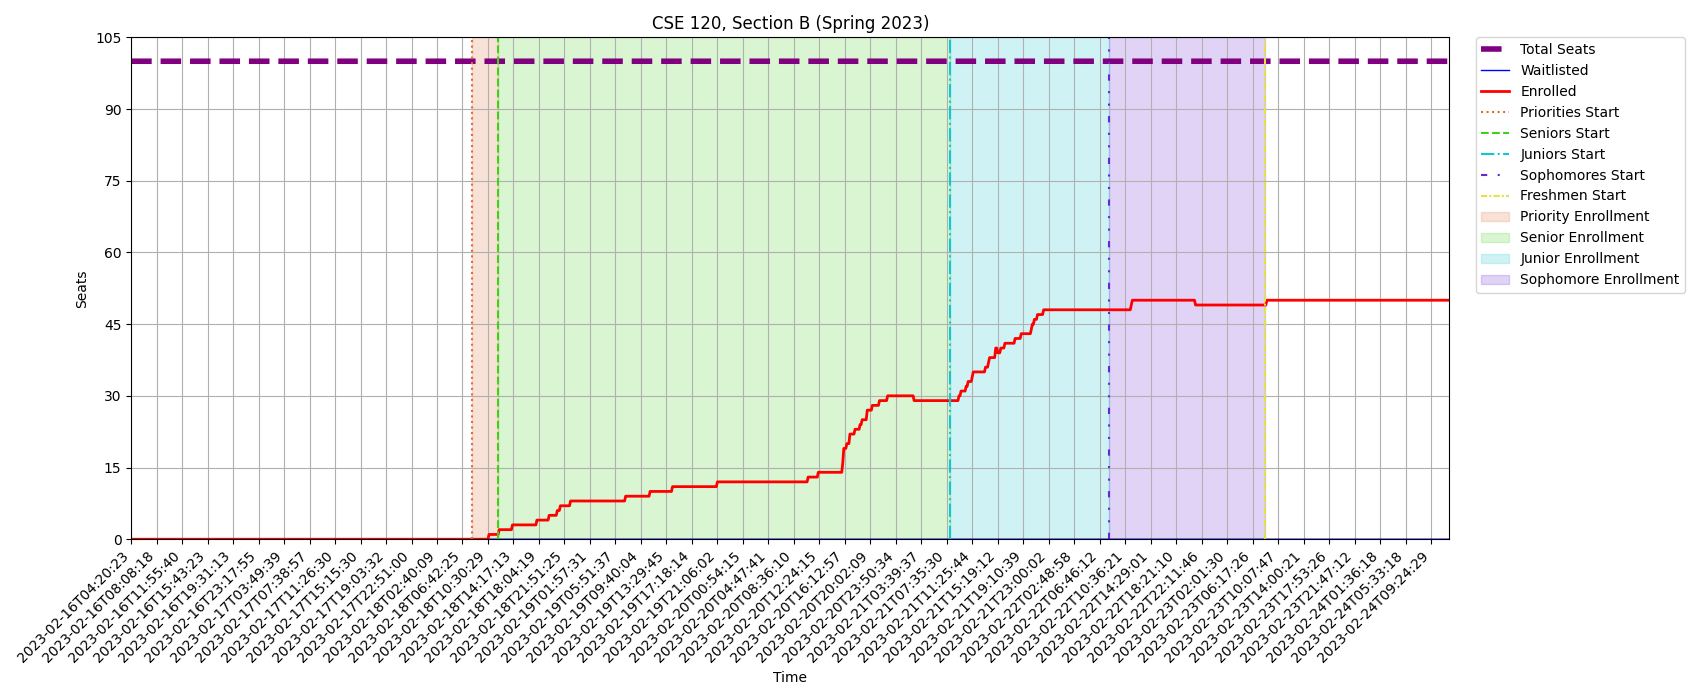 CSE 120, Section B (Spring 2023)
105
90
75
60
45
30
15
0
Seats
2023-02-16T04:20:23
2023-02-16T08:08:18
2023-02-16T11:55:40
2023-02-16T15:43:23
2023-02-16T19:31:13
2023-02-16T23:17:55
2023-02-17T03:49:39
2023-02-17T07:38:57
2023-02-17T11:26:30
2023-02-17T15:15:30
2023-02-17T19:03:32
2023-02-17T22:51:00
2023-02-18T02:40:09
2023-02-18T06:42:25
2023-02-18T10:30:29
2023-02-18T14:17:13
2023-02-18T18:04:19
2023-02-18T21:51:25
2023-02-19T01:57:31
2023-02-19T05:51:37
2023-02-19T09:40:04
2023-02-19T13:29:45
2023-02-19T17:18:14
2023-02-19T21:06:02
2023-02-20T00:54:15
2023-02-20T04:47:41
2023-02-20T08:36:10
2023-02-20T12:24:15
2023-02-20T16:12:57
2023-02-20T20:02:09
2023-02-20T23:50:34
2023-02-21T03:39:37
2023-02-21T07:35:30
2023-02-21T11:25:44
2023-02-21T15:19:12
2023-02-21T19:10:39
2023-02-21T23:00:02
2023-02-22T02:48:58
2023-02-22T06:46:12
2023-02-22T10:36:21
2023-02-22T14:29:01
2023-02-22T18:21:10
2023-02-22T22:11:46
2023-02-23T02:01:30
2023-02-23T06:17:26
2023-02-23T10:07:47
2023-02-23T14:00:21
2023-02-23T17:53:26
2023-02-23T21:47:12
2023-02-24T01:36:18
2023-02-24T05:33:18
2023-02-24T09:24:29
Time
Total Seats
Waitlisted
Enrolled
Priorities Start
Seniors Start
Juniors Start
Sophomores Start
Freshmen Start
Priority Enrollment
Senior Enrollment
Junior Enrollment
Sophomore Enrollment